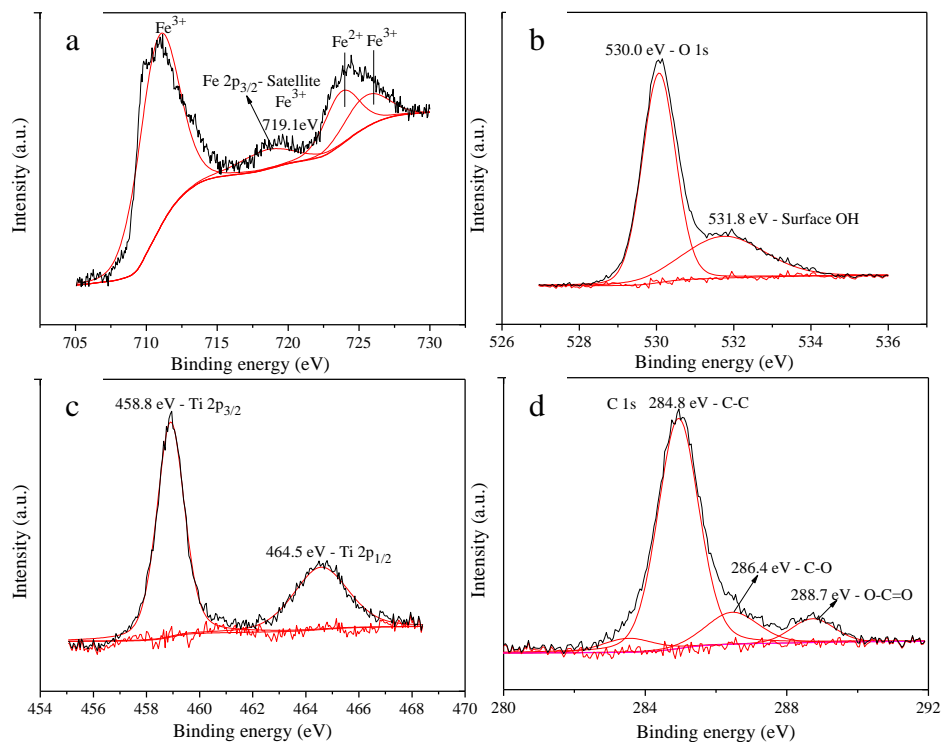 a
Fe³⁺
Fe 2p₃/₂- Satellite
Fe³⁺
719.1eV
Fe²⁺ Fe³⁺
Intensity (a.u.)
705 710 715 720 725 730
Binding energy (eV)
b
530.0 eV - O 1s
531.8 eV - Surface OH
Intensity (a.u.)
526 528 530 532 534 536
Binding energy (eV)
c
458.8 eV - Ti 2p₃/₂
464.5 eV - Ti 2p₁/₂
Intensity (a.u.)
454 456 458 460 462 464 466 468 470
Binding energy (eV)
d
C 1s 284.8 eV - C-C
286.4 eV - C-O
288.7 eV - O-C=O
Intensity (a.u.)
280 284 288 292
Binding energy (eV)